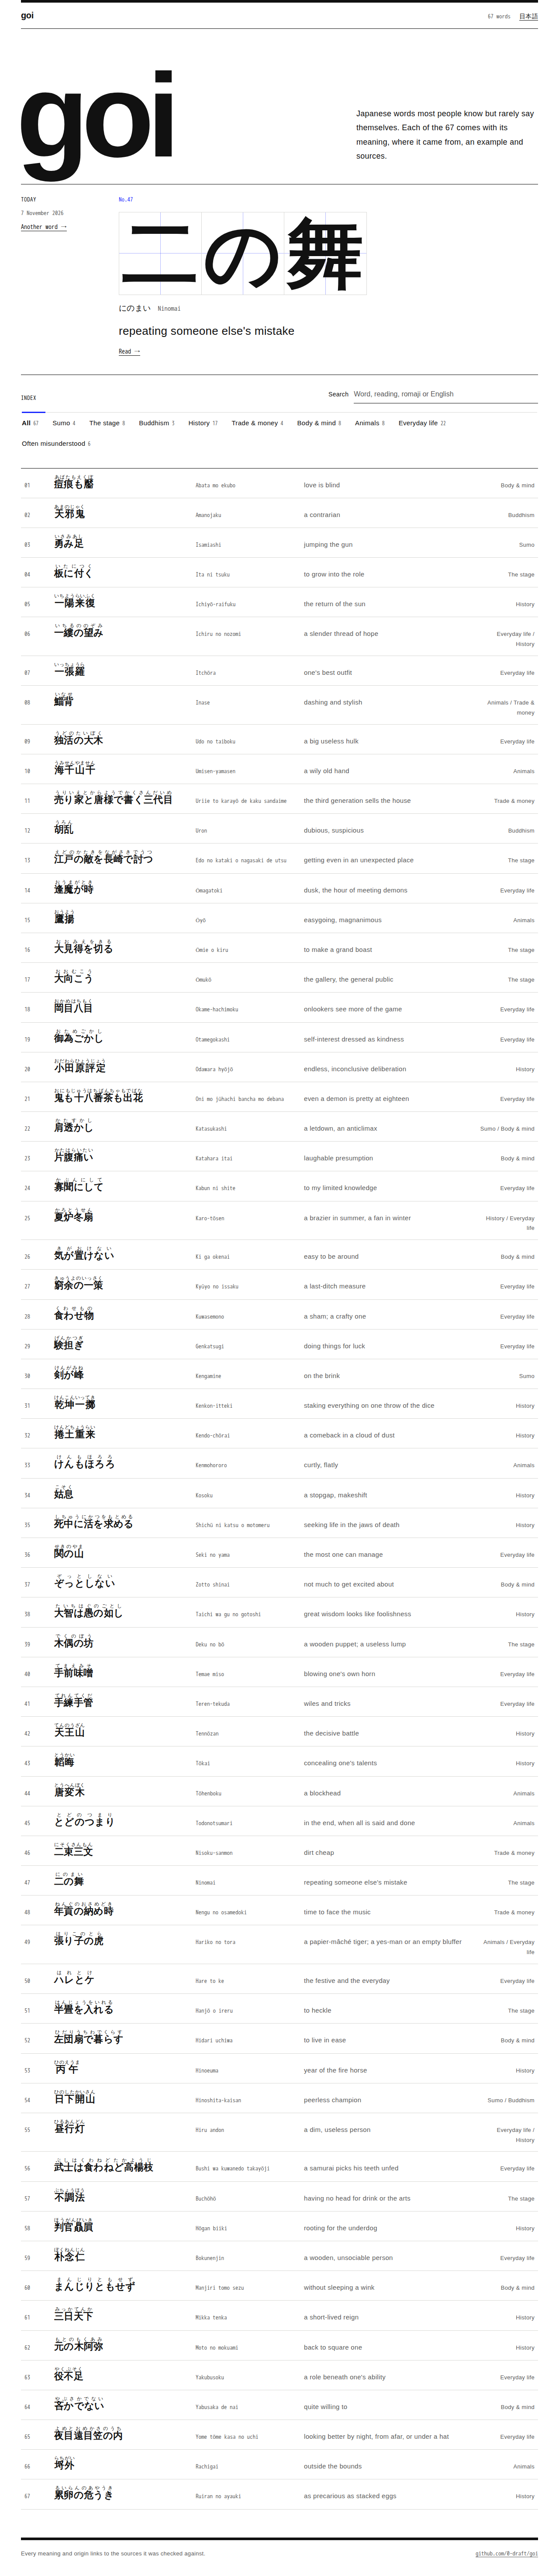 goi
67 words 日本語
goi
Japanese words most people know but rarely say
themselves. Each of the 67 comes with its
meaning, where it came from, an example and
sources.
TODAY
7 November 2026
Another word →
No.47
二の舞
にのまい Ninomai
repeating someone else's mistake
Read →
INDEX
Search Word, reading, romaji or English
All 67 Sumo 4 The stage 8 Buddhism 3 History 17 Trade & money 4 Body & mind 8 Animals 8 Everyday life 22
Often misunderstood 6
01 痘痕も靨 Abata mo ekubo love is blind Body & mind
02 天邪鬼 Amanojaku a contrarian Buddhism
03 勇み足 Isamiashi jumping the gun Sumo
04 板に付く Ita ni tsuku to grow into the role The stage
05 一陽来復 Ichiyō-raifuku the return of the sun History
06 一縷の望み Ichiru no nozomi a slender thread of hope Everyday life /
History
07 一張羅 Itchōra one's best outfit Everyday life
08 鯔背 Inase dashing and stylish Animals / Trade &
money
09 独活の大木 Udo no taiboku a big useless hulk Everyday life
10 海千山千 Umisen-yamasen a wily old hand Animals
11 売り家と唐様で書く三代目 Uriie to karayō de kaku sandaime the third generation sells the house Trade & money
12 胡乱 Uron dubious, suspicious Buddhism
13 江戸の敵を長崎で討つ Edo no kataki o nagasaki de utsu getting even in an unexpected place The stage
14 逢魔が時 Ōmagatoki dusk, the hour of meeting demons Everyday life
15 鷹揚 Ōyō easygoing, magnanimous Animals
16 大見得を切る Ōmie o kiru to make a grand boast The stage
17 大向こう Ōmukō the gallery, the general public The stage
18 岡目八目 Okame-hachimoku onlookers see more of the game Everyday life
19 御為ごかし Otamegokashi self-interest dressed as kindness Everyday life
20 小田原評定 Odawara hyōjō endless, inconclusive deliberation History
21 鬼も十八番茶も出花 Oni mo jūhachi bancha mo debana even a demon is pretty at eighteen Everyday life
22 肩透かし Katasukashi a letdown, an anticlimax Sumo / Body & mind
23 片腹痛い Katahara itai laughable presumption Body & mind
24 寡聞にして Kabun ni shite to my limited knowledge Everyday life
25 夏炉冬扇 Karo-tōsen a brazier in summer, a fan in winter History / Everyday
life
26 気が置けない Ki ga okenai easy to be around Body & mind
27 窮余の一策 Kyūyo no issaku a last-ditch measure Everyday life
28 食わせ物 Kuwasemono a sham; a crafty one Everyday life
29 験担ぎ Genkatsugi doing things for luck Everyday life
30 剣が峰 Kengamine on the brink Sumo
31 乾坤一擲 Kenkon-itteki staking everything on one throw of the dice History
32 捲土重来 Kendo-chōrai a comeback in a cloud of dust History
33 けんもほろろ Kenmohororo curtly, flatly Animals
34 姑息 Kosoku a stopgap, makeshift History
35 死中に活を求める Shichū ni katsu o motomeru seeking life in the jaws of death History
36 関の山 Seki no yama the most one can manage Everyday life
37 ぞっとしない Zotto shinai not much to get excited about Body & mind
38 大智は愚の如し Taichi wa gu no gotoshi great wisdom looks like foolishness History
39 木偶の坊 Deku no bō a wooden puppet; a useless lump The stage
40 手前味噌 Temae miso blowing one's own horn Everyday life
41 手練手管 Teren-tekuda wiles and tricks Everyday life
42 天王山 Tennōzan the decisive battle History
43 韜晦 Tōkai concealing one's talents History
44 唐変木 Tōhenboku a blockhead Animals
45 とどのつまり Todonotsumari in the end, when all is said and done Animals
46 二束三文 Nisoku-sanmon dirt cheap Trade & money
47 二の舞 Ninomai repeating someone else's mistake The stage
48 年貢の納め時 Nengu no osamedoki time to face the music Trade & money
49 張り子の虎 Hariko no tora a papier-mâché tiger; a yes-man or an empty bluffer Animals / Everyday
life
50 ハレとケ Hare to ke the festive and the everyday Everyday life
51 半畳を入れる Hanjō o ireru to heckle The stage
52 左団扇で暮らす Hidari uchiwa to live in ease Body & mind
53 丙午 Hinoeuma year of the fire horse History
54 日下開山 Hinoshita-kaisan peerless champion Sumo / Buddhism
55 昼行灯 Hiru andon a dim, useless person Everyday life /
History
56 武士は食わねど高楊枝 Bushi wa kuwanedo takayōji a samurai picks his teeth unfed Everyday life
57 不調法 Buchōhō having no head for drink or the arts The stage
58 判官贔屓 Hōgan biiki rooting for the underdog History
59 朴念仁 Bokunenjin a wooden, unsociable person Everyday life
60 まんじりともせず Manjiri tomo sezu without sleeping a wink Body & mind
61 三日天下 Mikka tenka a short-lived reign History
62 元の木阿弥 Moto no mokuami back to square one History
63 役不足 Yakubusoku a role beneath one's ability Everyday life
64 吝かでない Yabusaka de nai quite willing to Body & mind
65 夜目遠目笠の内 Yome tōme kasa no uchi looking better by night, from afar, or under a hat Everyday life
66 埒外 Rachigai outside the bounds Animals
67 累卵の危うき Ruiran no ayauki as precarious as stacked eggs History
Every meaning and origin links to the sources it was checked against.